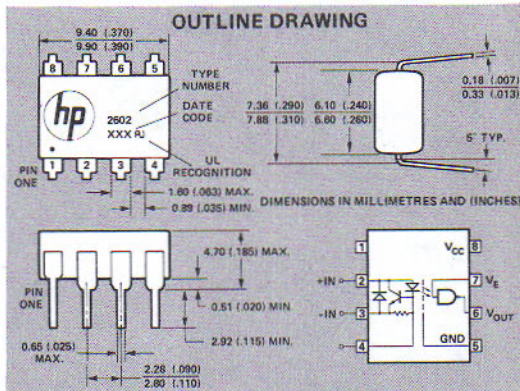 OUTLINE DRAWING
9.40 (.370)
9.90 (.390)
8 7 6 5
TYPE
NUMBER
hp
2602
XXX RJ
DATE
CODE
UL
RECOGNITION
PIN
ONE
1 2 3 4
1.60 (.063) MAX.
0.89 (.035) MIN.
7.36 (.290)
7.88 (.310)
6.10 (.240)
6.60 (.260)
0.18 (.007)
0.33 (.013)
6° TYP.
DIMENSIONS IN MILLIMETRES AND (INCHES)
PIN
ONE
4.70 (.185) MAX.
0.51 (.020) MIN.
2.92 (.115) MIN.
0.65 (.025)
MAX.
2.28 (.090)
2.80 (.110)
1 VCC 8
+IN 2 7 VE
-IN 3 6 VOUT
4 GND 5